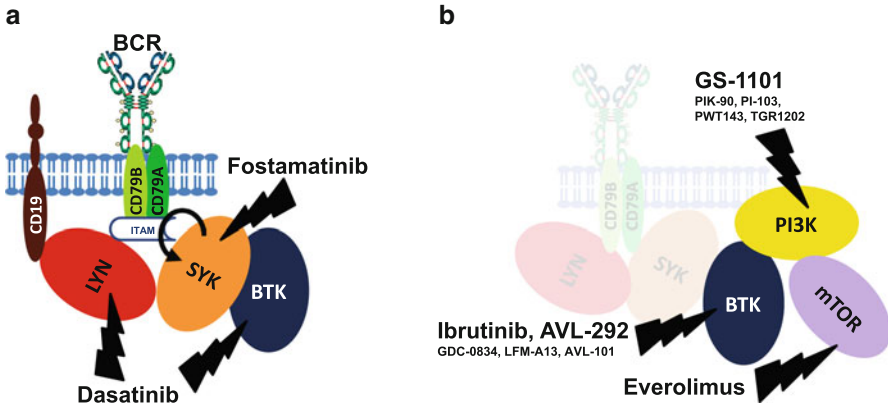 a
BCR
Fostamatinib
CD19
CD79B
CD79A
ITAM
LYN
SYK
BTK
Dasatinib
b
GS-1101
PIK-90, PI-103,
PWT143, TGR1202
CD79B
CD79A
PI3K
LYN
SYK
BTK
mTOR
Ibrutinib, AVL-292
GDC-0834, LFM-A13, AVL-101
Everolimus